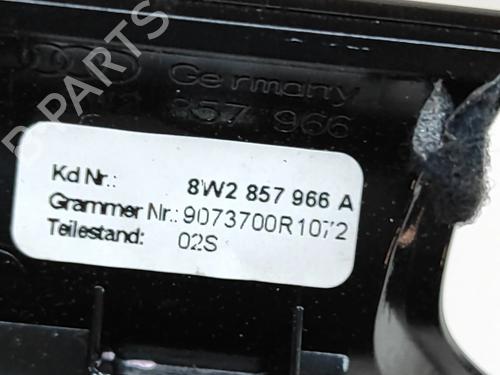 B PARTS
Germany
857 966
Kd Nr.: 8W2 857 966 A
Grammer Nr.: 9073700R1072
Teilestand: 02S